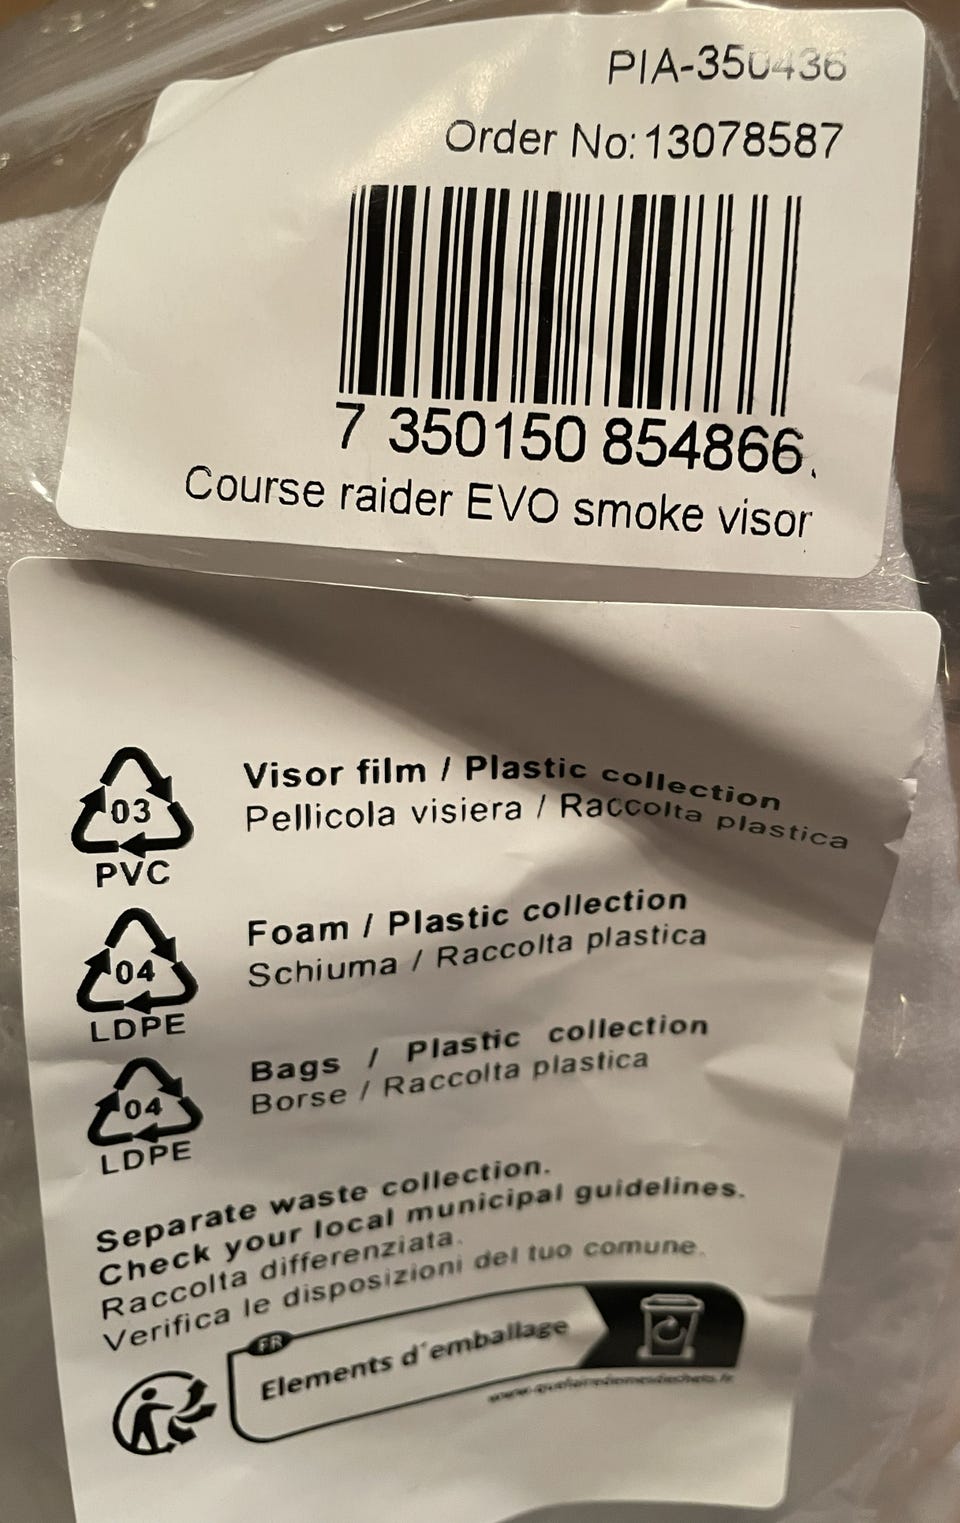 PIA-350436
Order No:13078587
7 350150 854866.
Course raider EVO smoke visor
03
PVC
Visor film / Plastic collection
Pellicola visiera / Raccolta plastica
04
LDPE
Foam / Plastic collection
Schiuma / Raccolta plastica
04
LDPE
Bags / Plastic collection
Borse / Raccolta plastica
Separate waste collection.
Check your local municipal guidelines.
Raccolta differenziata.
Verifica le disposizioni del tuo comune.
FR
Elements d'emballage